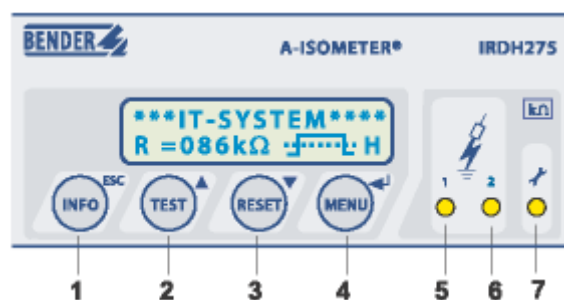 BENDER
A-ISOMETER®
IRDH275
***IT-SYSTEM****
R =086kΩ H
kΩ
INFO ESC
TEST ▲
RESET ▼
MENU ↵
1 2
1 2 3 4 5 6 7